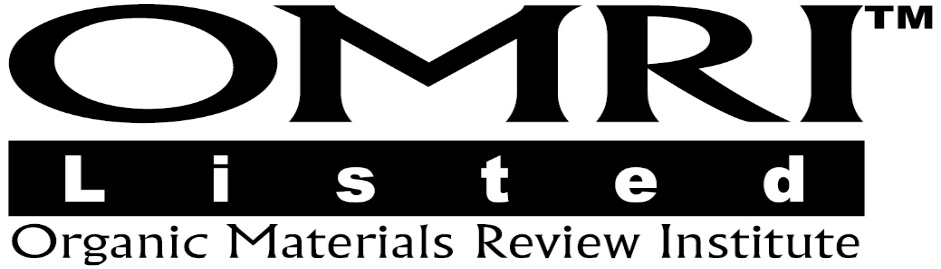 OMRI™
Listed
Organic Materials Review Institute